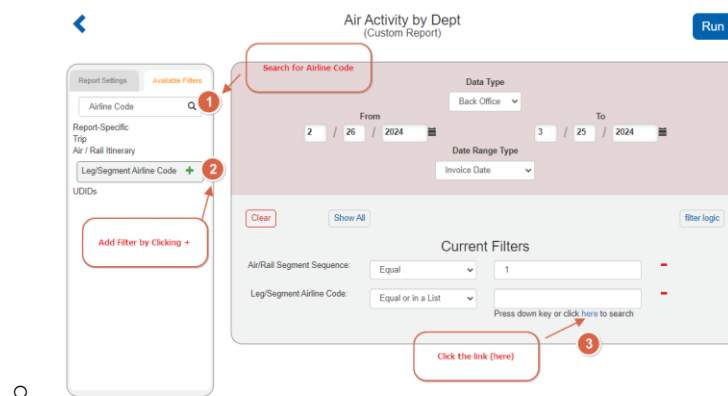 Air Activity by Dept
(Custom Report)
Run
Report Settings
Available Filters
Airline Code
1
Report-Specific
Trip
Air / Rail Itinerary
Leg/Segment Airline Code +
2
UDIDs
Add Filter by Clicking +
Search for Airline Code
Data Type
Back Office
From
To
2 / 26 / 2024
3 / 25 / 2024
Date Range Type
Invoice Date
Clear
Show All
filter logic
Current Filters
Air/Rail Segment Sequence:
Equal
1
Leg/Segment Airline Code:
Equal or in a List
Press down key or click here to search
Click the link (here)
3